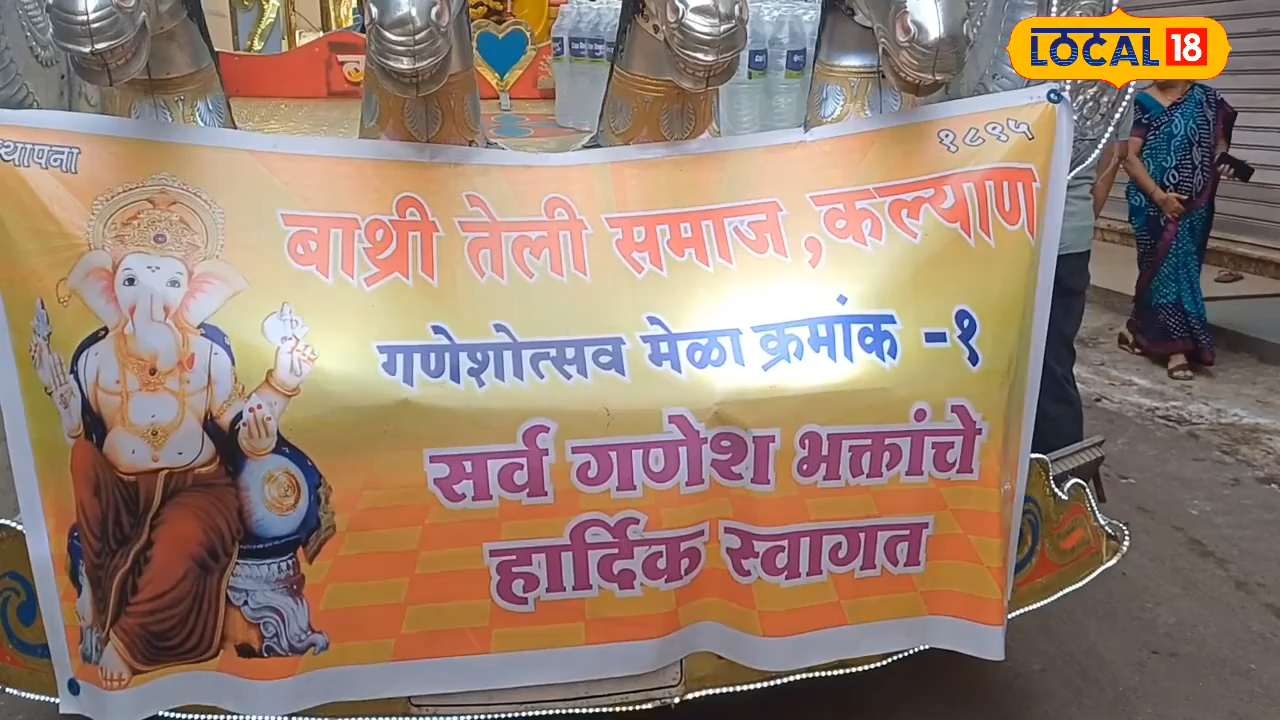 LOCAL 18
स्थापना
१८९५
बाथ्री तेली समाज, कल्याण
गणेशोत्सव मेळा क्रमांक -१
सर्व गणेश भक्तांचे
हार्दिक स्वागत